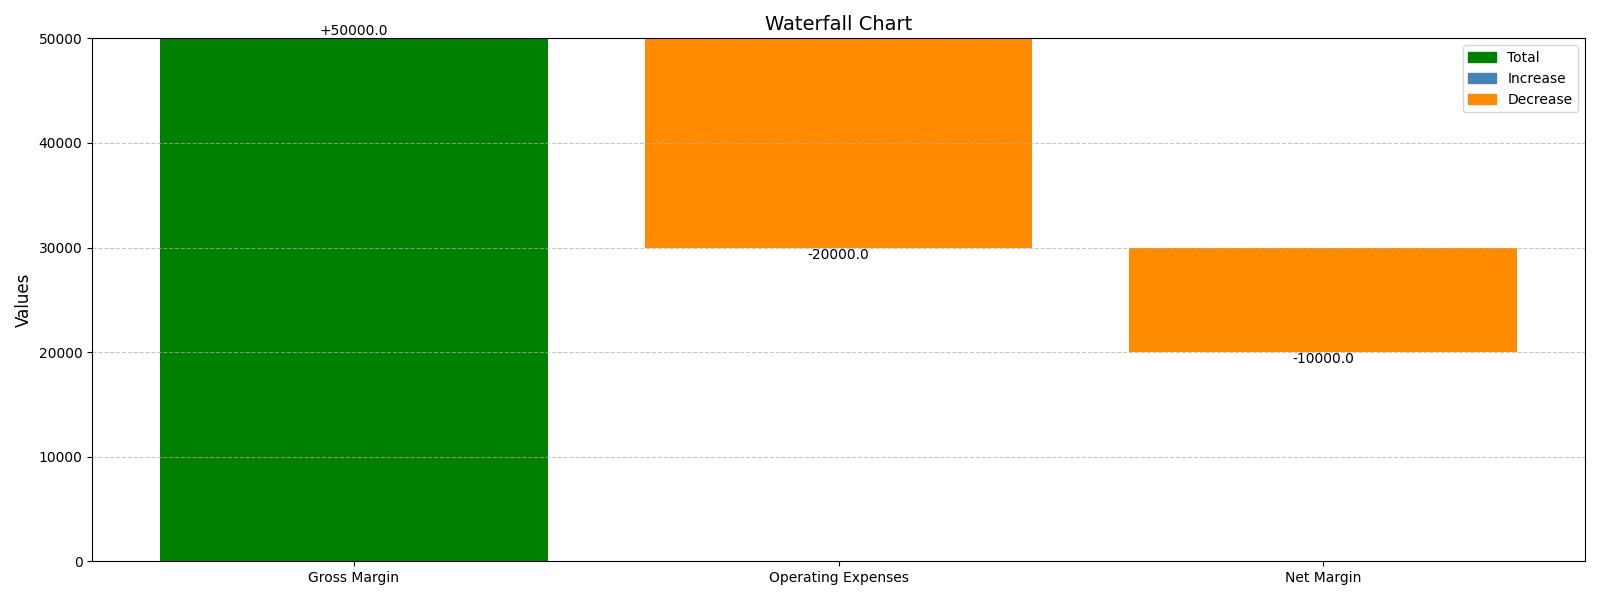 Waterfall Chart
+50000.0
50000
Total
Increase
Decrease
40000
30000
-20000.0
Values
20000
-10000.0
10000
0
Gross Margin
Operating Expenses
Net Margin